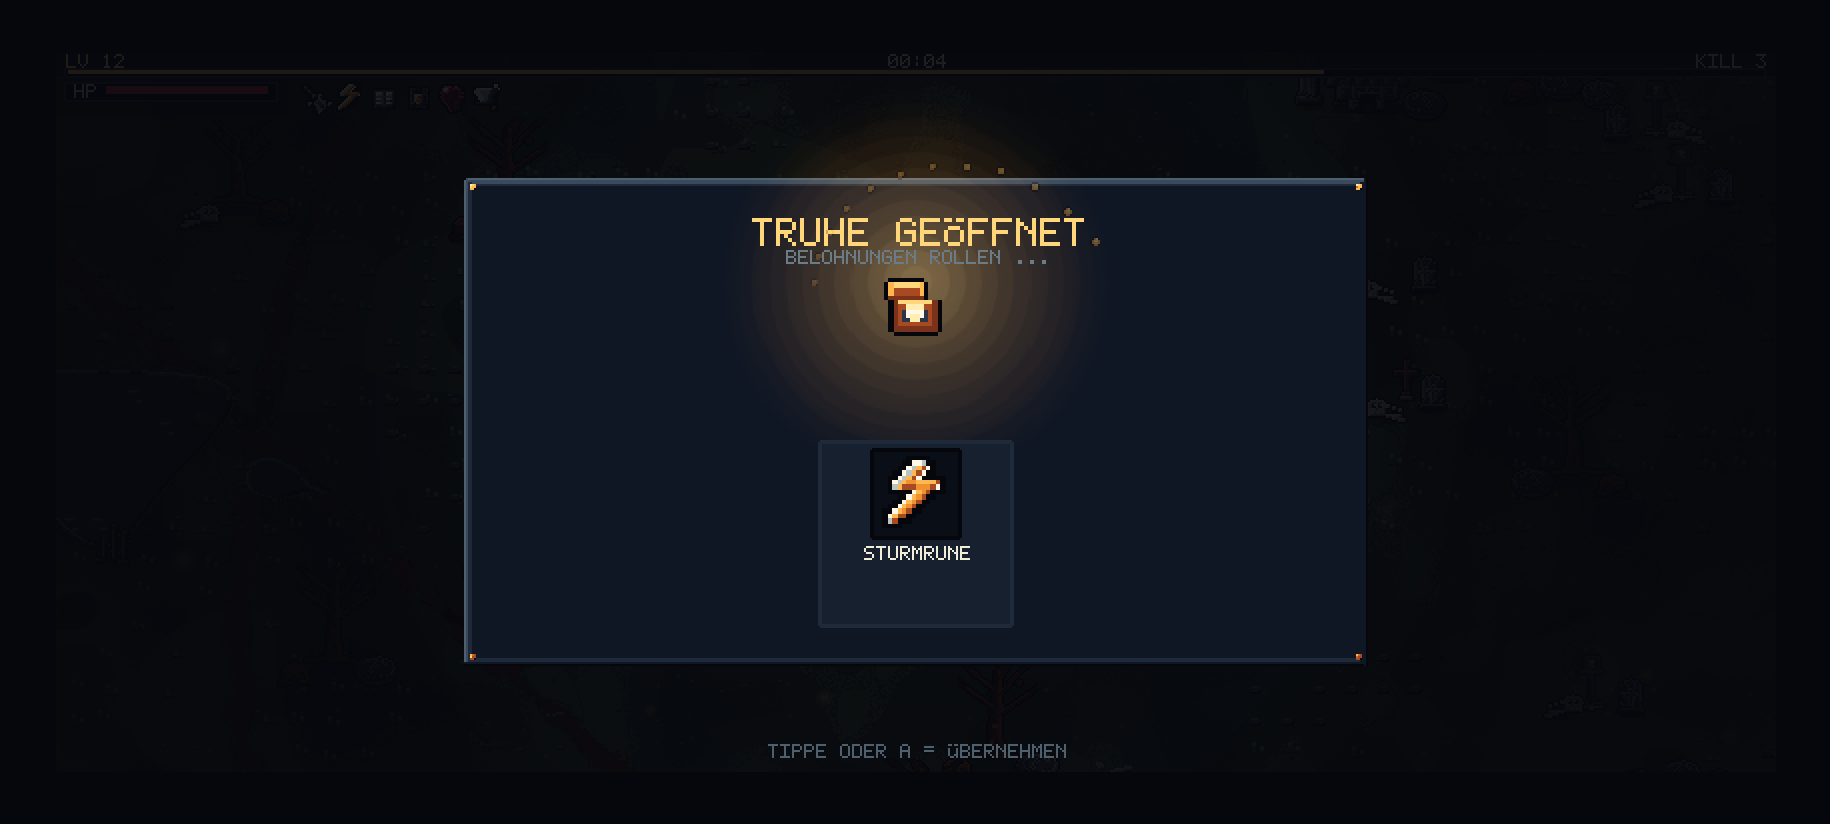 LV 12
00:04
KILL 3
HP
TRUHE GEöFFNET
BELOHNUNGEN ROLLEN ...
STURMRUNE
TIPPE ODER A = üBERNEHMEN